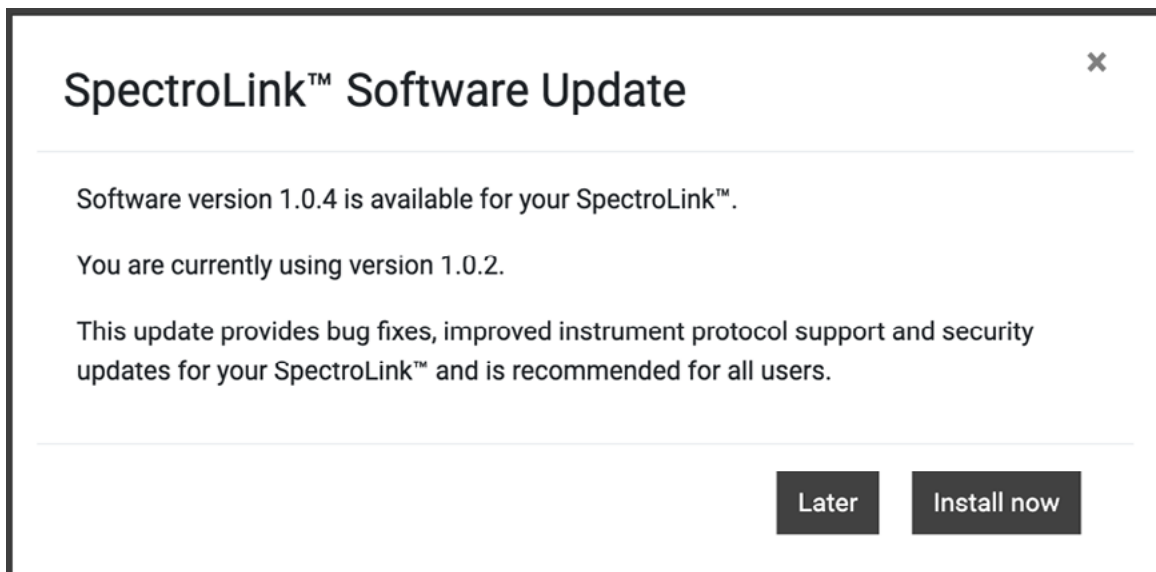 SpectroLink™ Software Update
×
Software version 1.0.4 is available for your SpectroLink™.
You are currently using version 1.0.2.
This update provides bug fixes, improved instrument protocol support and security
updates for your SpectroLink™ and is recommended for all users.
Later
Install now